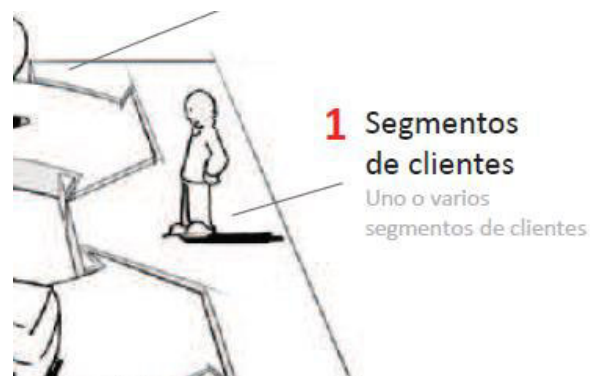 1 Segmentos
de clientes
Uno o varios
segmentos de clientes